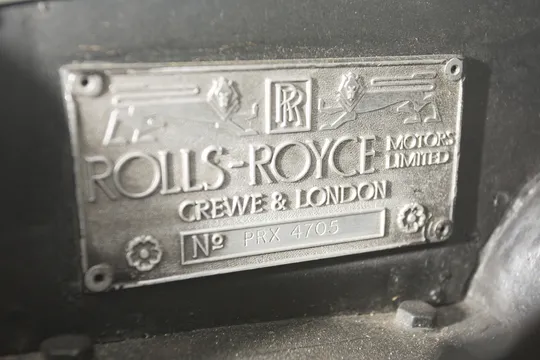 RR
ROLLS-ROYCE MOTORS LIMITED
CREWE & LONDON
Nº PRX 4705